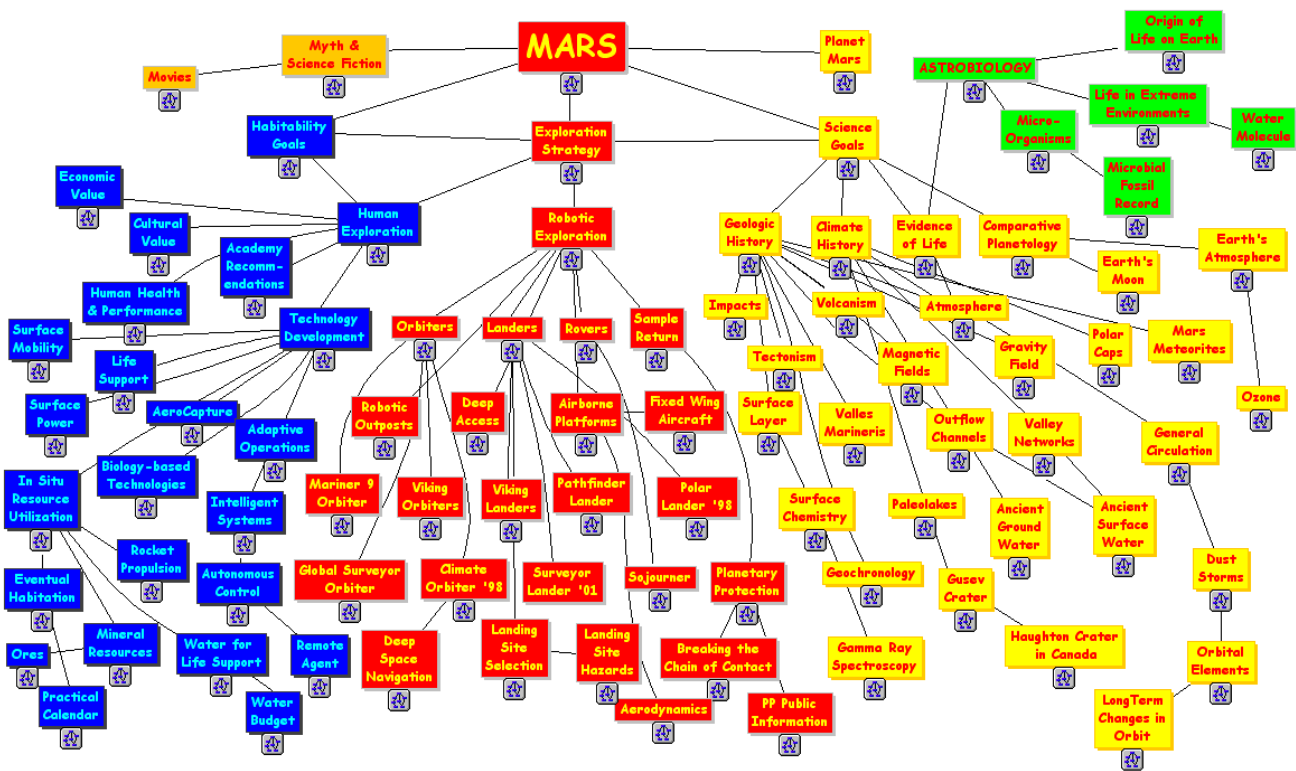 MARS
Myth &
Science Fiction
Movies
Planet
Mars
Origin of
Life on Earth
ASTROBIOLOGY
Life in Extreme
Environments
Water
Molecule
Micro-
Organisms
Microbial
Fossil
Record
Habitability
Goals
Exploration
Strategy
Science
Goals
Economic
Value
Cultural
Value
Human
Exploration
Academy
Recomm-
endations
Human Health
& Performance
Robotic
Exploration
Geologic
History
Climate
History
Evidence
of Life
Comparative
Planetology
Earth's
Atmosphere
Earth's
Moon
Surface
Mobility
Technology
Development
Life
Support
Surface
Power
AeroCapture
Adaptive
Operations
Orbiters
Landers
Rovers
Sample
Return
Impacts
Volcanism
Atmosphere
Polar
Caps
Mars
Meteorites
Tectonism
Magnetic
Fields
Gravity
Field
Ozone
Robotic
Outposts
Deep
Access
Airborne
Platforms
Fixed Wing
Aircraft
Surface
Layer
Valles
Marineris
Outflow
Channels
Valley
Networks
General
Circulation
In Situ
Resource
Utilization
Biology-based
Technologies
Intelligent
Systems
Mariner 9
Orbiter
Viking
Orbiters
Viking
Landers
Pathfinder
Lander
Polar
Lander '98
Surface
Chemistry
Paleolakes
Ancient
Ground
Water
Ancient
Surface
Water
Rocket
Propulsion
Eventual
Habitation
Autonomous
Control
Global Surveyor
Orbiter
Climate
Orbiter '98
Surveyor
Lander '01
Sojourner
Planetary
Protection
Geochronology
Gusev
Crater
Dust
Storms
Ores
Mineral
Resources
Water for
Life Support
Remote
Agent
Deep
Space
Navigation
Landing
Site
Selection
Landing
Site
Hazards
Breaking the
Chain of Contact
Gamma Ray
Spectroscopy
Haughton Crater
in Canada
Orbital
Elements
Practical
Calendar
Water
Budget
Aerodynamics
PP Public
Information
LongTerm
Changes in
Orbit